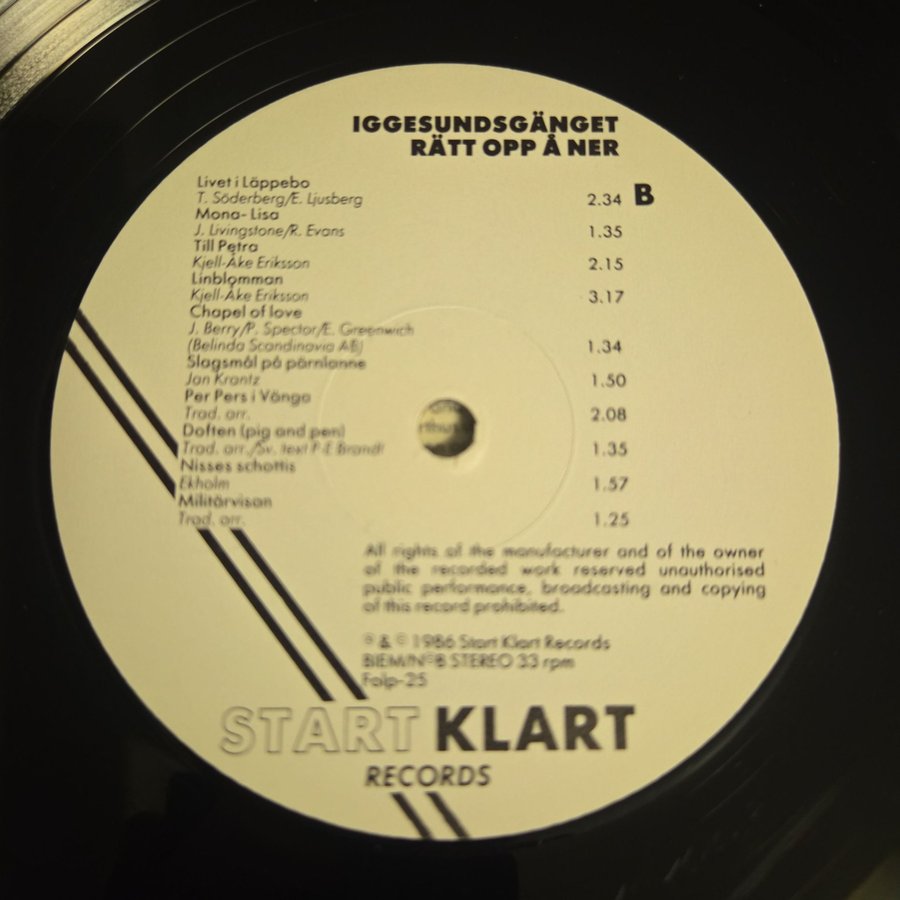 IGGESUNDSGÄNGET
RÄTT OPP Å NER
B
Livet i Läppebo
T. Söderberg/E. Ljusberg 2.34
Mona-Lisa
J. Livingstone/R. Evans 1.35
Till Petra
Kjell-Åke Eriksson 2.15
Linblomman
Kjell-Åke Eriksson 3.17
Chapel of love
J. Berry/P. Spector/E. Greenwich
(Belinda Scandinavia AB) 1.34
Slagsmål på pärnlanne
Jan Krantz 1.50
Per Pers i Vånga
Trad. arr. 2.08
Doften (pig and pen)
Trad. arr./Sv. text P-E Brandt 1.35
Nisses schottis
Ekholm 1.57
Militärvisan
Trad. arr. 1.25
All rights of the manufacturer and of the owner
of the recorded work reserved unauthorised
public performance, broadcasting and copying
of this record prohibited.
℗ & © 1986 Start Klart Records
BIEM/NCB STEREO 33 rpm
Falp-25
START KLART
RECORDS